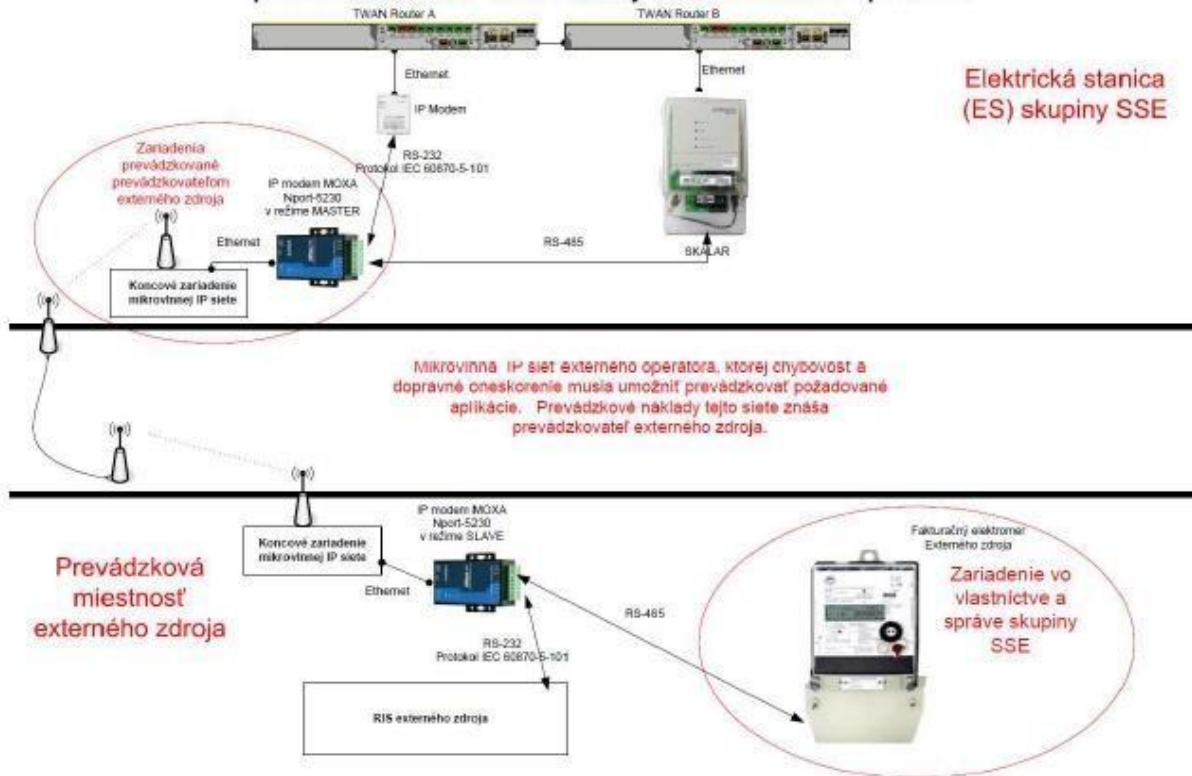 TWAN Router A
TWAN Router B
Ethernet
Ethernet
IP Modem
Elektrická stanica
(ES) skupiny SSE
Zariadenia
prevádzkované
prevádzkovateľom
externého zdroja
RS-232
Protokol IEC 60870-5-101
IP modem MOXA
Nport-5230
v režime MASTER
Ethernet
RS-485
SKALAR
Koncové zariadenie
mikrovlnnej IP siete
Mikrovlnná IP sieť externého operátora, ktorej chybovosť a
dopravné oneskorenie musia umožniť prevádzkovať požadované
aplikácie. Prevádzkové náklady tejto siete znáša
prevádzkovateľ externého zdroja.
IP modem MOXA
Nport-5230
v režime SLAVE
Koncové zariadenie
mikrovlnnej IP siete
Ethernet
Fakturačný elektromer
Externého zdroja
Prevádzková
miestnosť
externého zdroja
Zariadenie vo
vlastníctve a
správe skupiny
SSE
RS-485
RS-232
Protokol IEC 60870-5-101
RIS externého zdroja